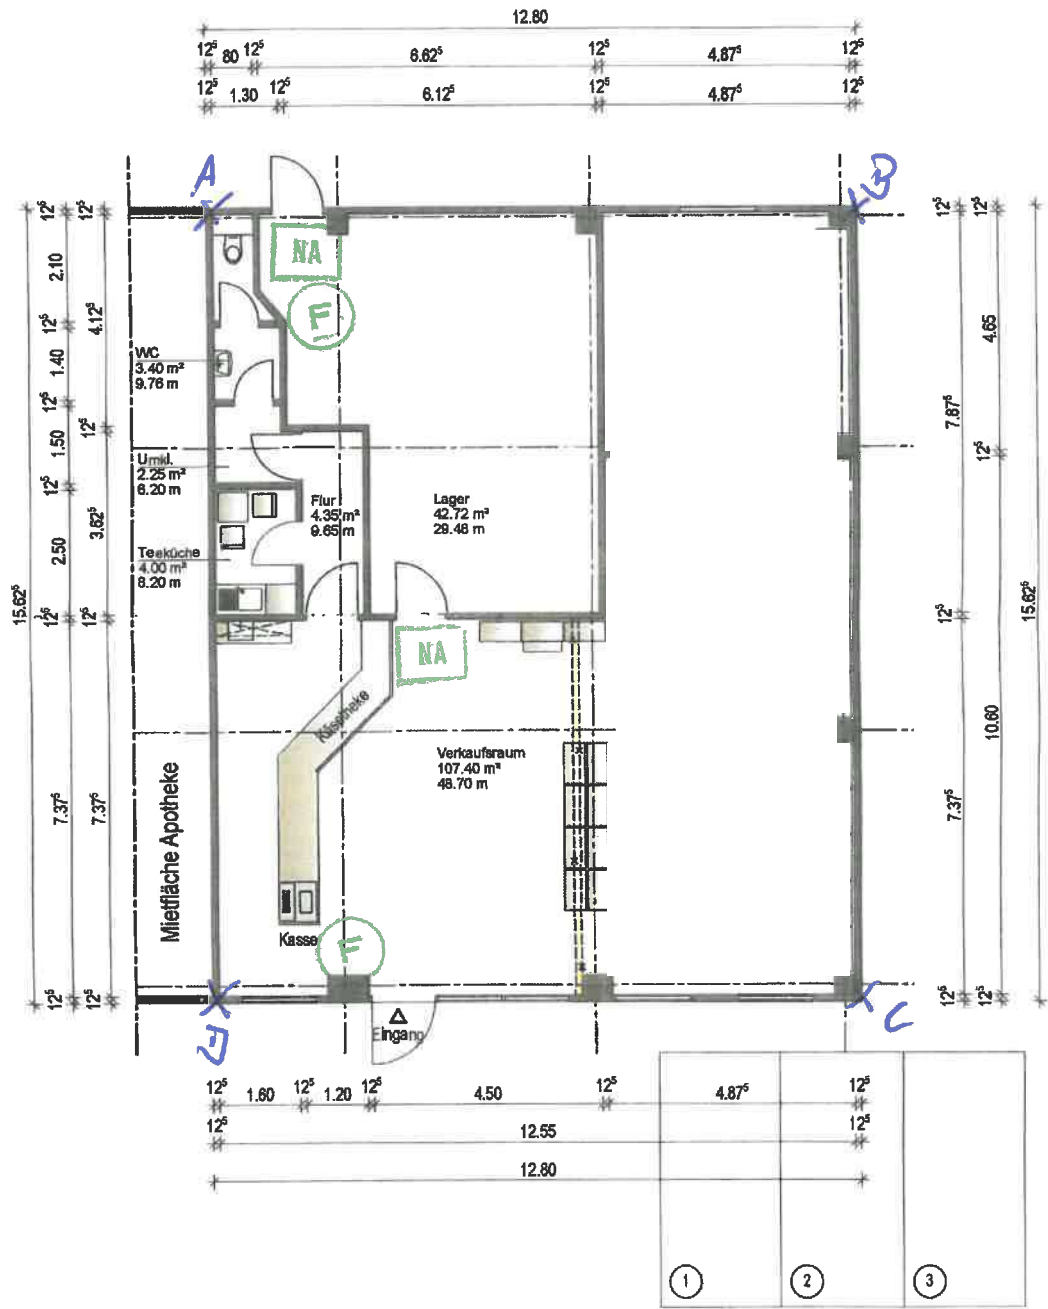 12.80
12⁵ 80 12⁵ 6.62⁵ 12⁵ 4.87⁵ 12⁵
12⁵ 1.30 12⁵ 6.12⁵ 12⁵ 4.87⁵ 12⁵
A
B
NA
F
WC
3.40 m²
9.76 m
Umkl.
2.25 m²
6.20 m
Flur
4.35 m²
9.65 m
Lager
42.72 m²
29.46 m
Teeküche
4.00 m²
8.20 m
NA
Käsetheke
Verkaufsraum
107.40 m²
48.70 m
Mietfläche Apotheke
Kasse
F
Eingang
D
C
15.62⁵
12⁵ 2.10 12⁵ 1.40 12⁵ 1.50 12⁵ 2.50 12⁵ 7.37⁵ 12⁵
12⁵ 4.12⁵ 12⁵ 3.62⁵ 12⁵ 7.37⁵ 12⁵
12⁵ 7.87⁵ 12⁵ 7.37⁵ 12⁵
12⁵ 4.65 12⁵ 10.60 12⁵
15.62⁵
12⁵ 1.60 12⁵ 1.20 12⁵ 4.50 12⁵ 4.87⁵ 12⁵
12⁵ 12.55 12⁵
12.80
1 2 3